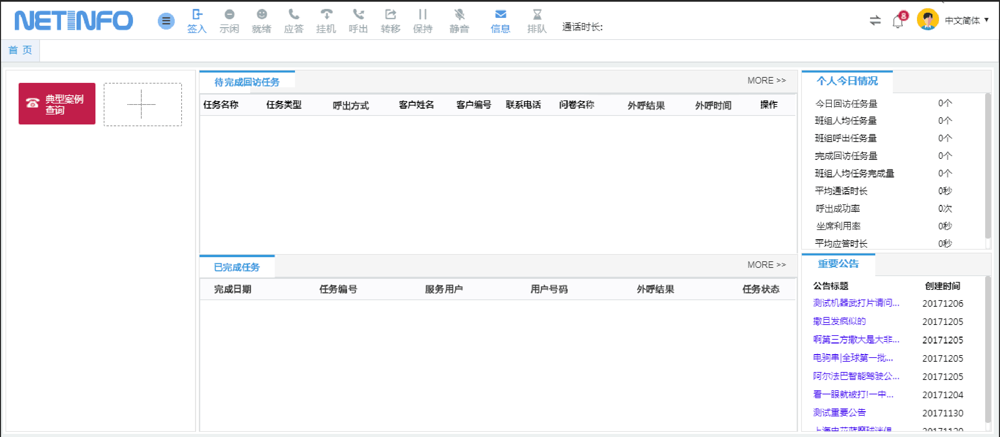 NETINFO
签入 示闲 就绪 应答 挂机 呼出 转移 保持 静音 信息 排队 通话时长:
8 中文简体
首 页
典型案例
查询
待完成回访任务 MORE >>
任务名称 任务类型 呼出方式 客户姓名 客户编号 联系电话 问卷名称 外呼结果 外呼时间 操作
已完成任务 MORE >>
完成日期 任务编号 服务用户 用户号码 外呼结果 任务状态
个人今日情况
今日回访任务量 0个
班组人均任务量 0个
班组呼出任务量 0个
完成回访任务量 0个
班组人均任务完成量 0个
平均通话时长 0秒
呼出成功率 0次
坐席利用率 0秒
平均应答时长 0秒
重要公告
公告标题 创建时间
测试机器武打片请问... 20171206
撒旦发疯似的 20171205
啊第三方撒大是大非... 20171205
电驹串|全球第一批... 20171205
阿尔法巴智能驾驶公... 20171205
看一眼就被打!一中... 20171204
测试重要公告 20171130